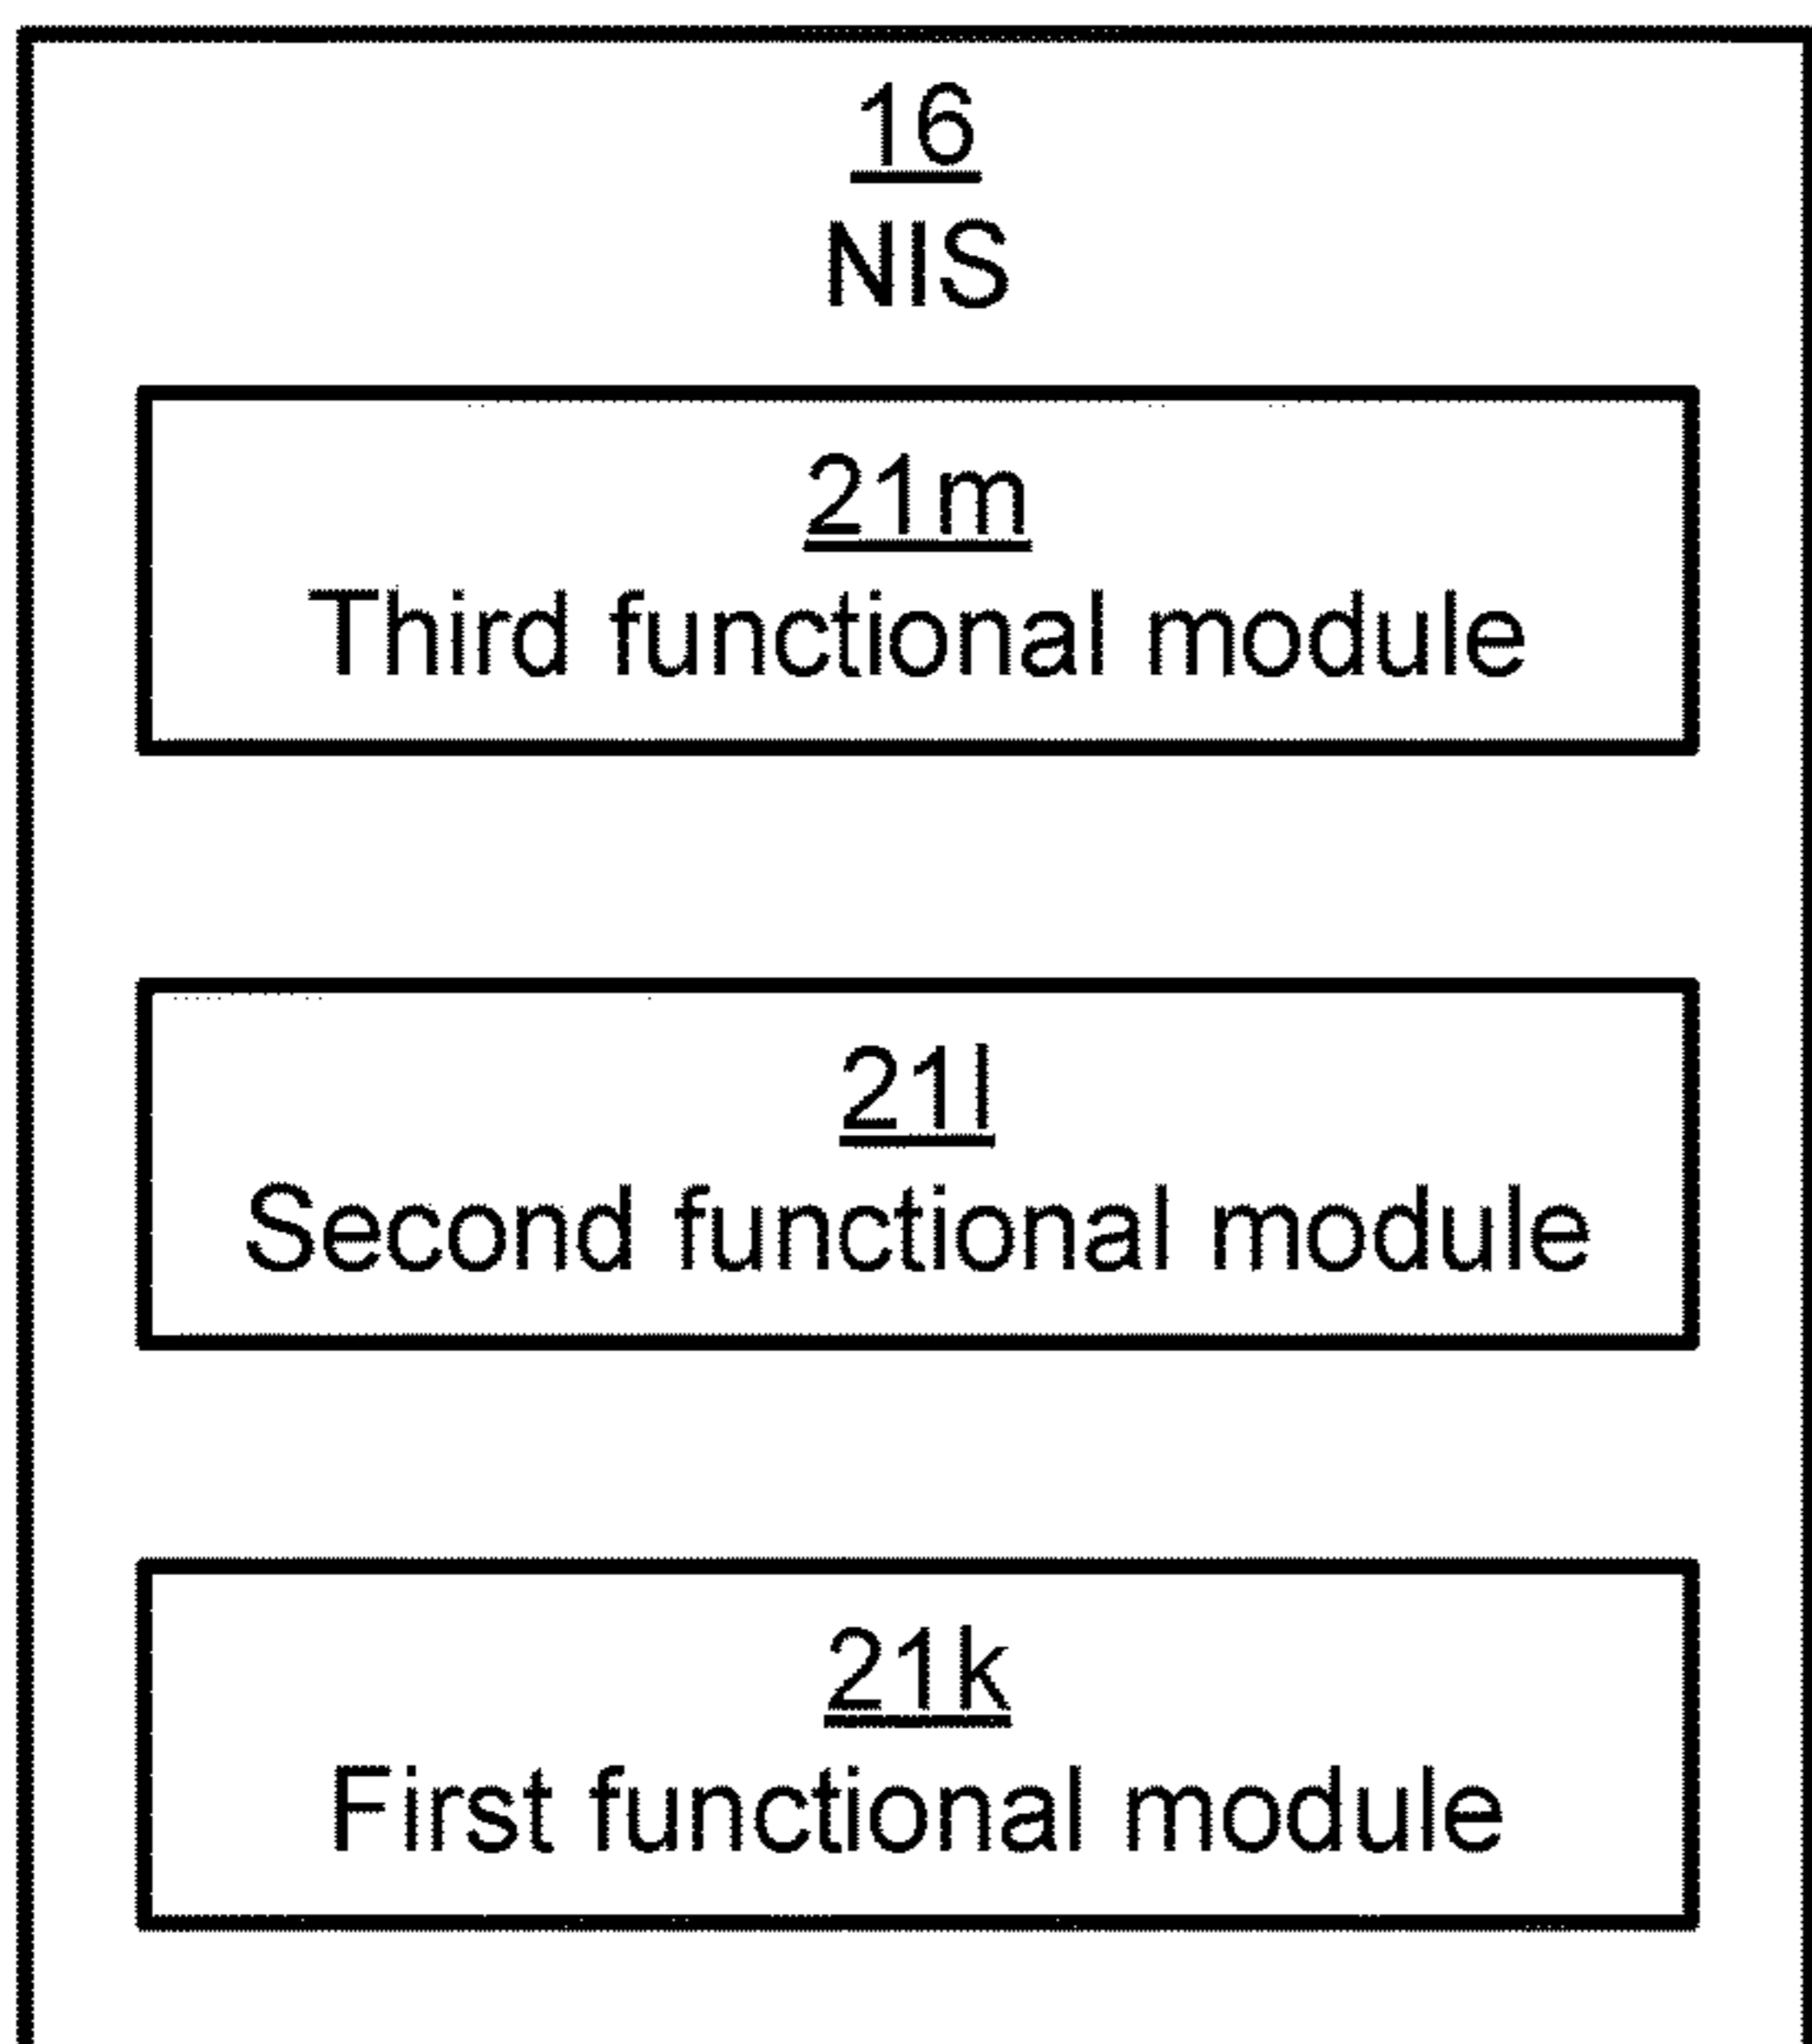 16
NIS
21m
Third functional module
21l
Second functional module
21k
First functional module